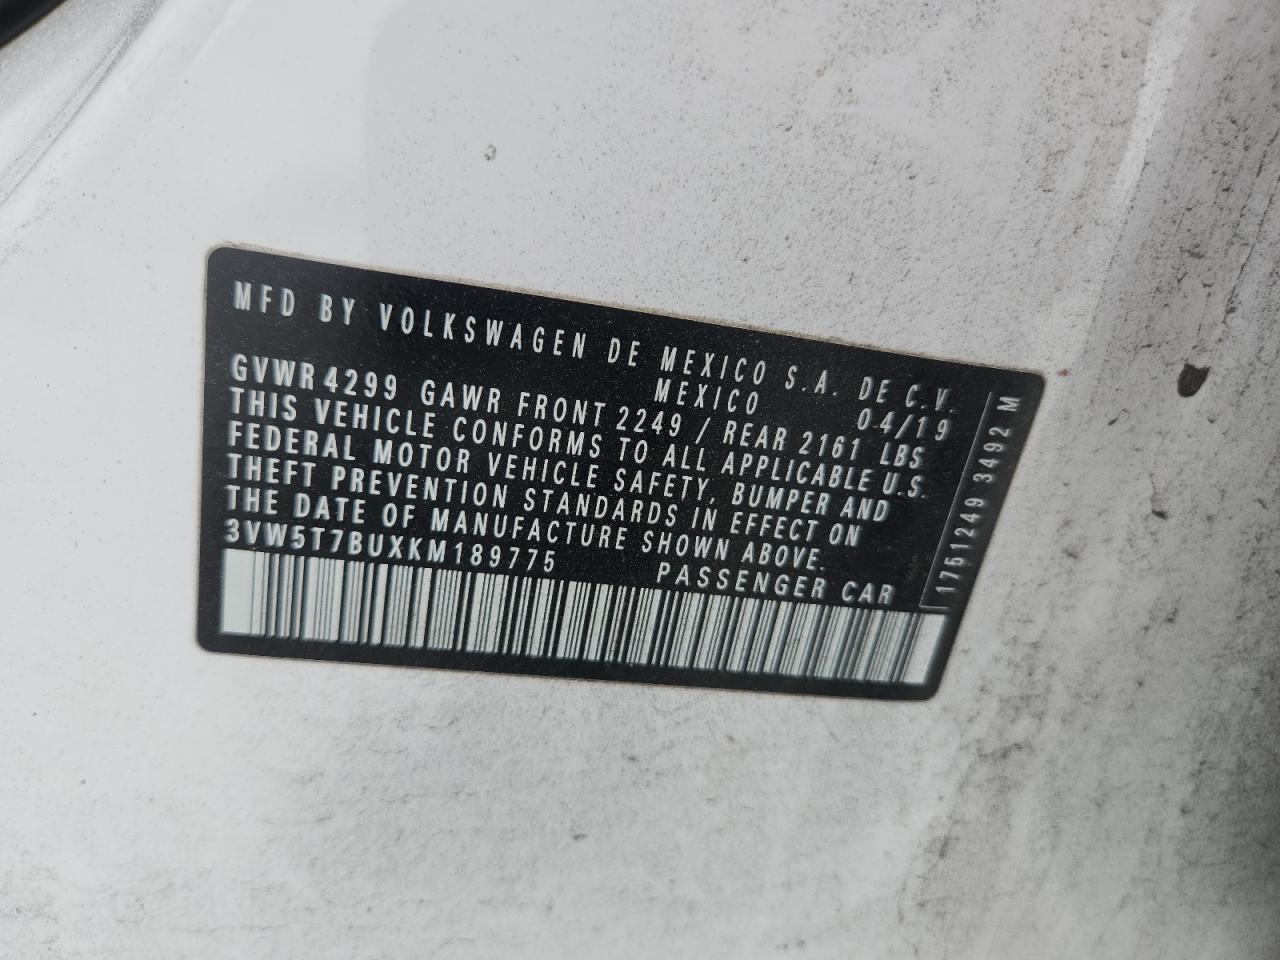 MFD BY VOLKSWAGEN DE MEXICO S.A. DE C.V.
MEXICO 04/19
GVWR 4299 GAWR FRONT 2249 / REAR 2161 LBS
THIS VEHICLE CONFORMS TO ALL APPLICABLE U.S.
FEDERAL MOTOR VEHICLE SAFETY, BUMPER AND
THEFT PREVENTION STANDARDS IN EFFECT ON
THE DATE OF MANUFACTURE SHOWN ABOVE.
3VW5T7BUXKM189775 PASSENGER CAR
1751249 3492 M